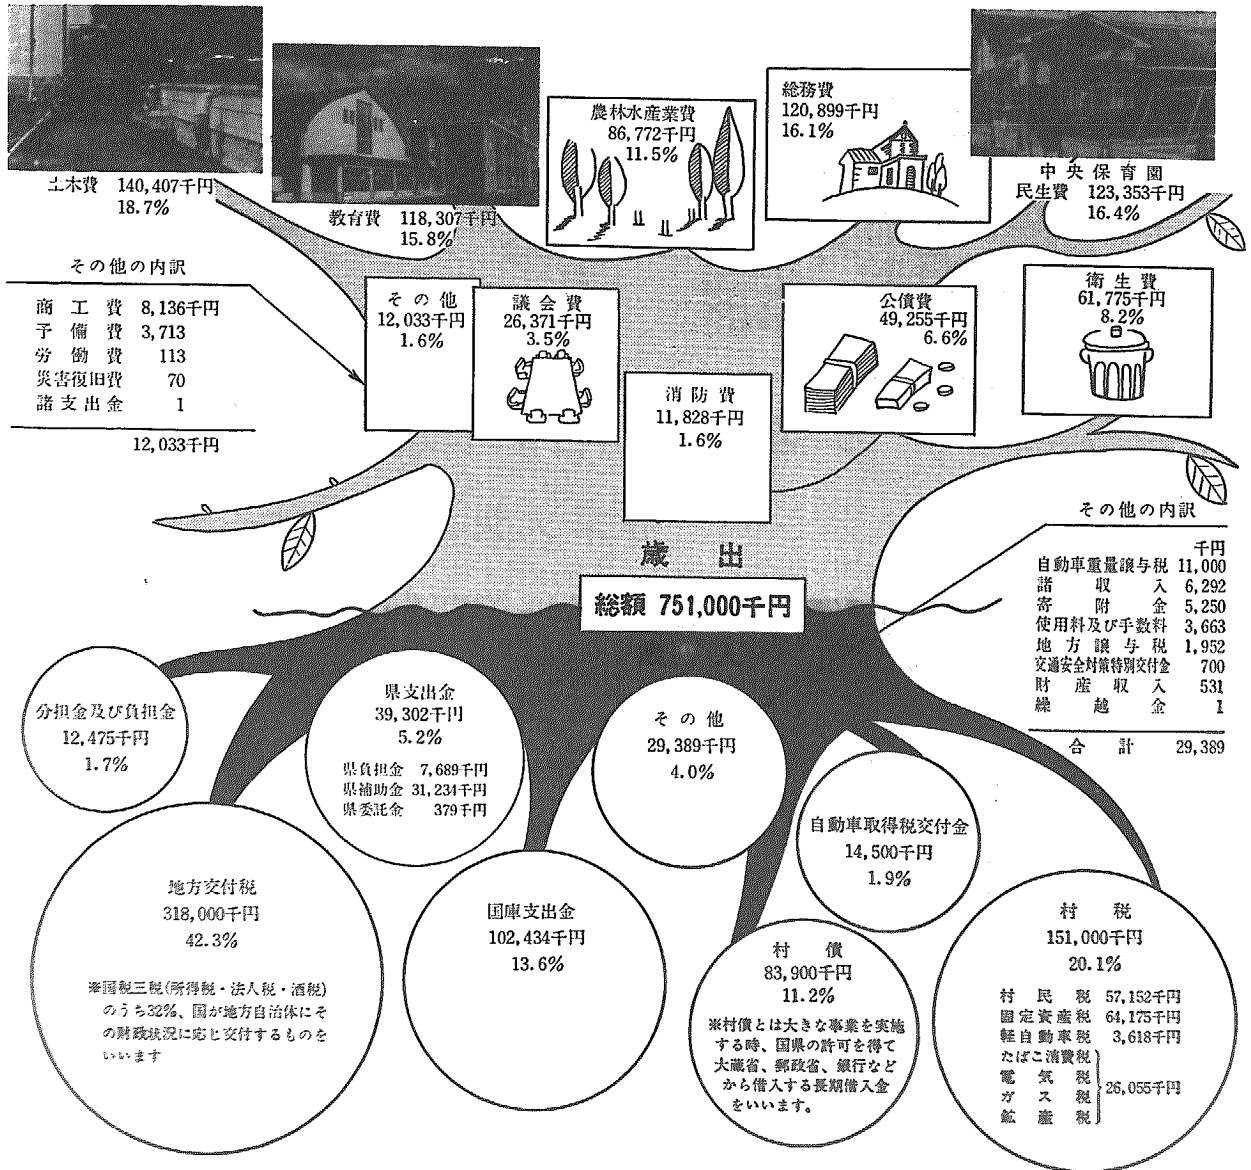 土木費 140,407千円
18.7%
教育費 118,307千円
15.8%
農林水産業費
86,772千円
11.5%
総務費
120,899千円
16.1%
中央保育園
民生費 123,353千円
16.4%
その他の内訳
商工費 8,136千円
予備費 3,713
労働費 113
災害復旧費 70
諸支出金 1
12,033千円
その他
12,033千円
1.6%
議会費
26,371千円
3.5%
消防費
11,828千円
1.6%
公債費
49,255千円
6.6%
衛生費
61,775千円
8.2%
歳出
総額 751,000千円
その他の内訳
千円
自動車重量譲与税 11,000
諸収入 6,292
寄附金 5,250
使用料及び手数料 3,663
地方譲与税 1,952
交通安全対策特別交付金 700
財産収入 531
繰越金 1
合計 29,389
分担金及び負担金
12,475千円
1.7%
県支出金
39,302千円
5.2%
県負担金 7,689千円
県補助金 31,234千円
県委託金 379千円
その他
29,389千円
4.0%
自動車取得税交付金
14,500千円
1.9%
地方交付税
318,000千円
42.3%
※国税三税(所得税・法人税・酒税)
のうち32%、国が地方自治体にそ
の財政状況に応じ交付するものを
いいます
国庫支出金
102,434千円
13.6%
村債
83,900千円
11.2%
※村債とは大きな事業を実施
する時、国県の許可を得て
大蔵省、郵政省、銀行など
から借入する長期借入金
をいいます。
村税
151,000千円
20.1%
村民税 57,152千円
固定資産税 64,175千円
軽自動車税 3,618千円
たばこ消費税
電気税
ガス税 26,055千円
鉱産税